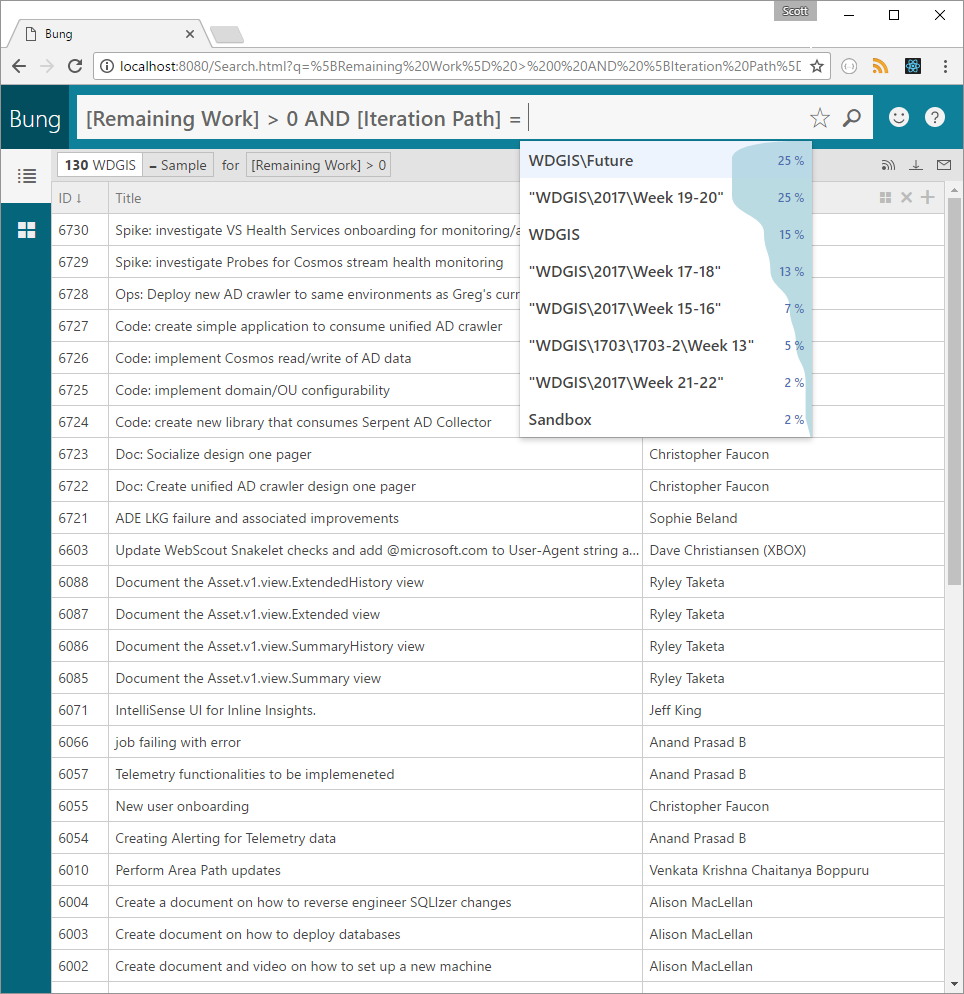 Scott
Bung
localhost:8080/Search.html?q=%5BRemaining%20Work%5D%20>%200%20AND%20%5BIteration%20Path%5D
Bung
[Remaining Work] > 0 AND [Iteration Path] =
130 WDGIS – Sample for [Remaining Work] > 0
WDGIS\Future 25 %
"WDGIS\2017\Week 19-20" 25 %
WDGIS 15 %
"WDGIS\2017\Week 17-18" 13 %
"WDGIS\2017\Week 15-16" 7 %
"WDGIS\1703\1703-2\Week 13" 5 %
"WDGIS\2017\Week 21-22" 2 %
Sandbox 2 %
ID ↓ Title
6730 Spike: investigate VS Health Services onboarding for monitoring/a
6729 Spike: investigate Probes for Cosmos stream health monitoring
6728 Ops: Deploy new AD crawler to same environments as Greg's curr
6727 Code: create simple application to consume unified AD crawler
6726 Code: implement Cosmos read/write of AD data
6725 Code: implement domain/OU configurability
6724 Code: create new library that consumes Serpent AD Collector
6723 Doc: Socialize design one pager Christopher Faucon
6722 Doc: Create unified AD crawler design one pager Christopher Faucon
6721 ADE LKG failure and associated improvements Sophie Beland
6603 Update WebScout Snakelet checks and add @microsoft.com to User-Agent string a... Dave Christiansen (XBOX)
6088 Document the Asset.v1.view.ExtendedHistory view Ryley Taketa
6087 Document the Asset.v1.view.Extended view Ryley Taketa
6086 Document the Asset.v1.view.SummaryHistory view Ryley Taketa
6085 Document the Asset.v1.view.Summary view Ryley Taketa
6071 IntelliSense UI for Inline Insights. Jeff King
6066 job failing with error Anand Prasad B
6057 Telemetry functionalities to be implemeneted Anand Prasad B
6055 New user onboarding Christopher Faucon
6054 Creating Alerting for Telemetry data Anand Prasad B
6010 Perform Area Path updates Venkata Krishna Chaitanya Boppuru
6004 Create a document on how to reverse engineer SQLIzer changes Alison MacLellan
6003 Create document on how to deploy databases Alison MacLellan
6002 Create document and video on how to set up a new machine Alison MacLellan